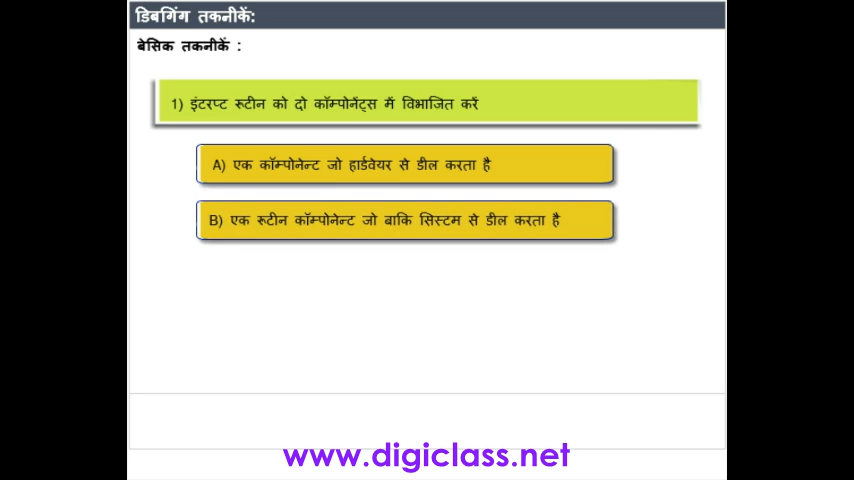 डिबगिंग तकनीकें:
बेसिक तकनीकें :
1) इंटरप्ट रूटीन को दो कॉम्पोनेंट्स में विभाजित करें
A) एक कॉम्पोनेन्ट जो हार्डवेयर से डील करता है
B) एक रूटीन कॉम्पोनेन्ट जो बाकि सिस्टम से डील करता है
www.digiclass.net